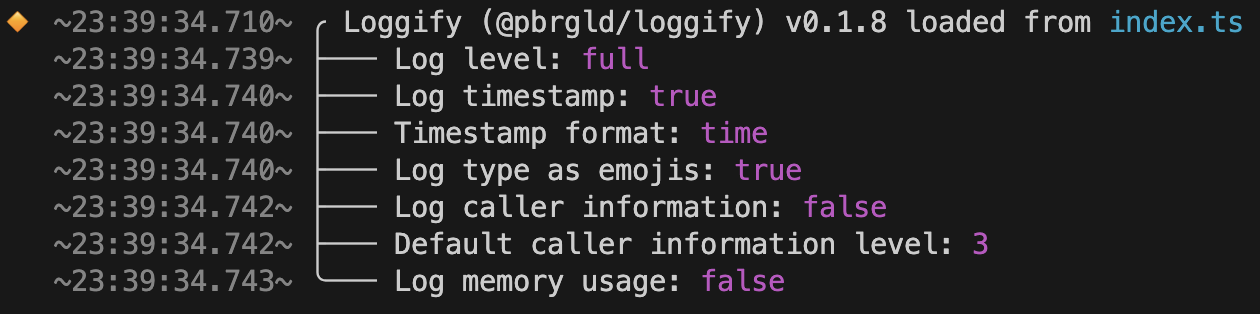 🔸 ~23:39:34.710~ ╭ Loggify (@pbrgld/loggify) v0.1.8 loaded from index.ts
~23:39:34.739~ ├─── Log level: full
~23:39:34.740~ ├─── Log timestamp: true
~23:39:34.740~ ├─── Timestamp format: time
~23:39:34.740~ ├─── Log type as emojis: true
~23:39:34.742~ ├─── Log caller information: false
~23:39:34.742~ ├─── Default caller information level: 3
~23:39:34.743~ ╰─── Log memory usage: false